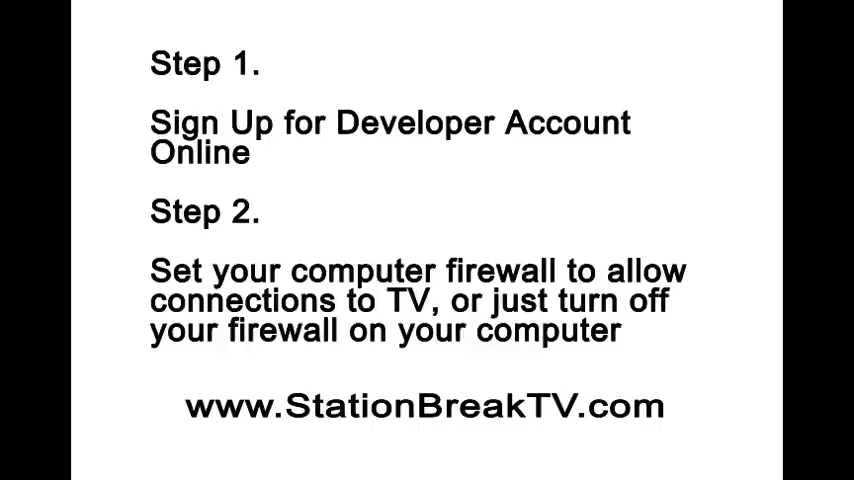 Step 1.
Sign Up for Developer Account
Online
Step 2.
Set your computer firewall to allow
connections to TV, or just turn off
your firewall on your computer
www.StationBreakTV.com